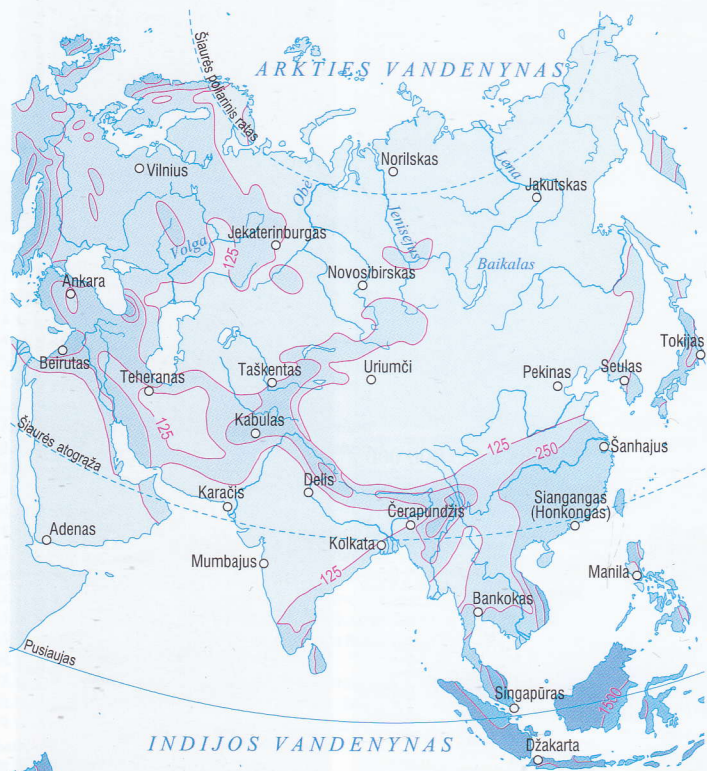 ARKTIES VANDENYNAS
Šiaurės poliarinis ratas
Norilskas
Lena
Vilnius
Obė
Jakutskas
Jenisejus
Volga
Jekaterinburgas
125
Baikalas
Novosibirskas
Ankara
Tokijas
Beirutas
Teheranas
Taškentas
Uriumči
Pekinas
Seulas
125
Kabulas
Šiaurės atogrąža
125
250
Šanhajus
Karačis
Delis
Siangangas
(Honkongas)
Čerapundžis
Adenas
Kolkata
Mumbajus
125
Manila
Bankokas
Pusiaujas
Singapūras
1500
INDIJOS VANDENYNAS
Džakarta